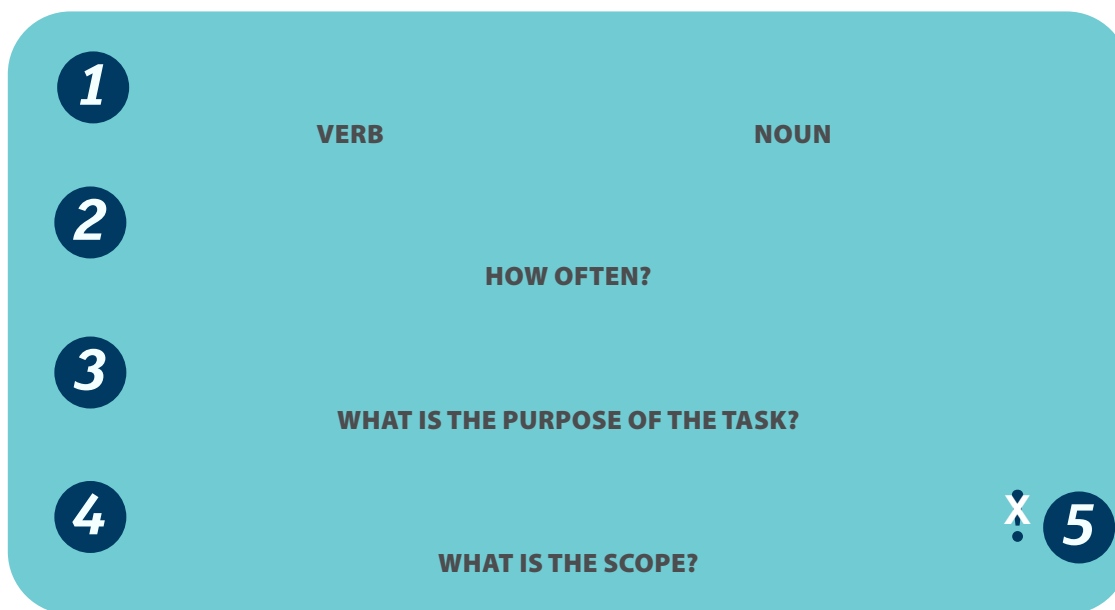 1
VERB NOUN
2
HOW OFTEN?
3
WHAT IS THE PURPOSE OF THE TASK?
4
X 5
WHAT IS THE SCOPE?